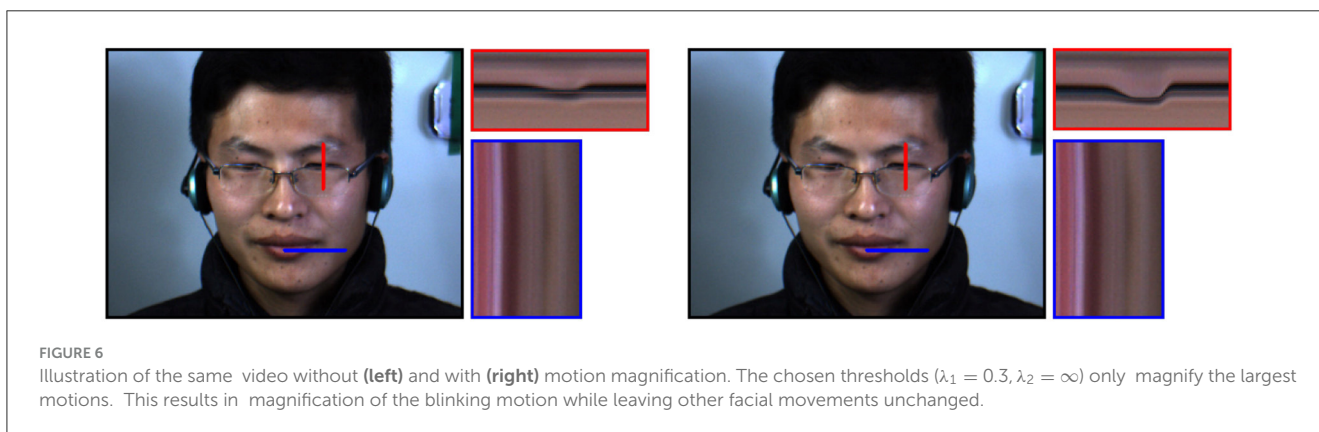 FIGURE 6
Illustration of the same video without (left) and with (right) motion magnification. The chosen thresholds (λ₁ = 0.3, λ₂ = ∞) only magnify the largest
motions. This results in magnification of the blinking motion while leaving other facial movements unchanged.